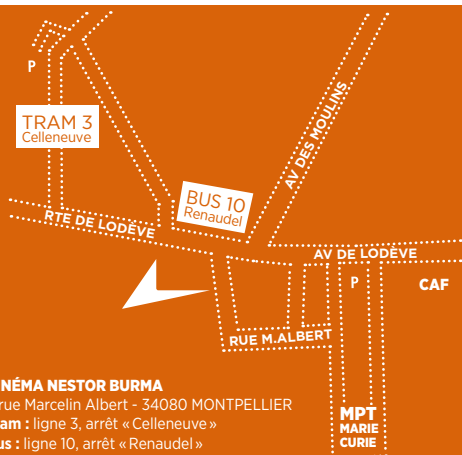 P
TRAM 3
Celleneuve
AV DES MOULINS
BUS 10
Renaudel
RTE DE LODÈVE
AV DE LODÈVE
P
CAF
RUE M.ALBERT
NÉMA NESTOR BURMA
rue Marcelin Albert - 34080 MONTPELLIER
am : ligne 3, arrêt « Celleneuve »
us : ligne 10, arrêt « Renaudel »
MPT
MARIE
CURIE